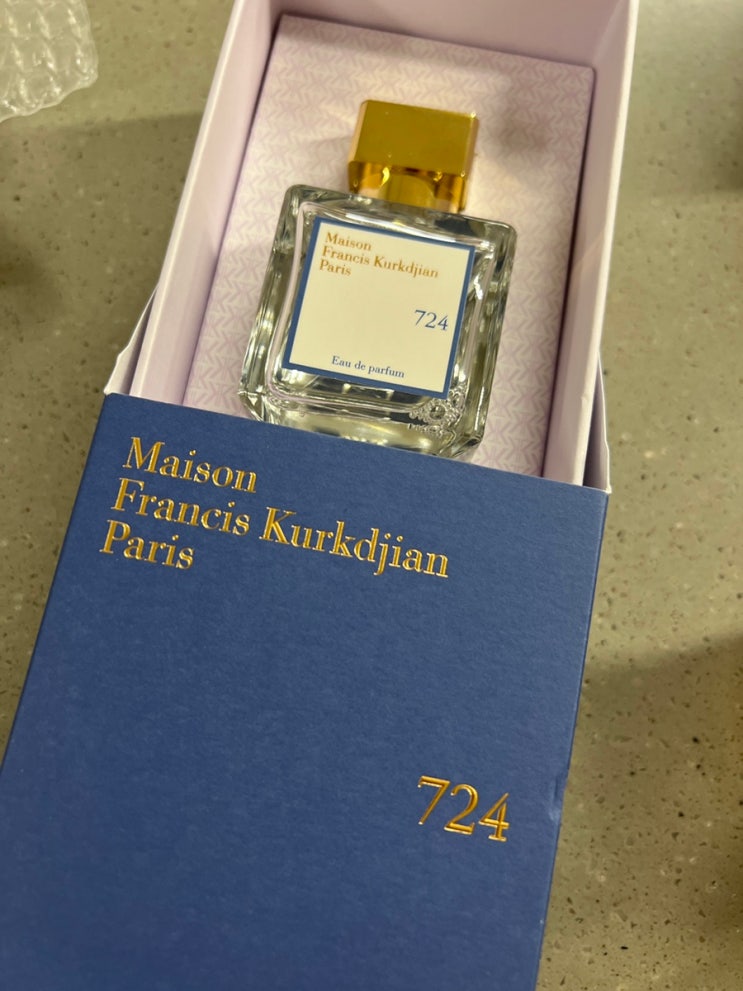 Maison
Francis Kurkdjian
Paris
724
Eau de parfum
Maison
Francis Kurkdjian
Paris
724